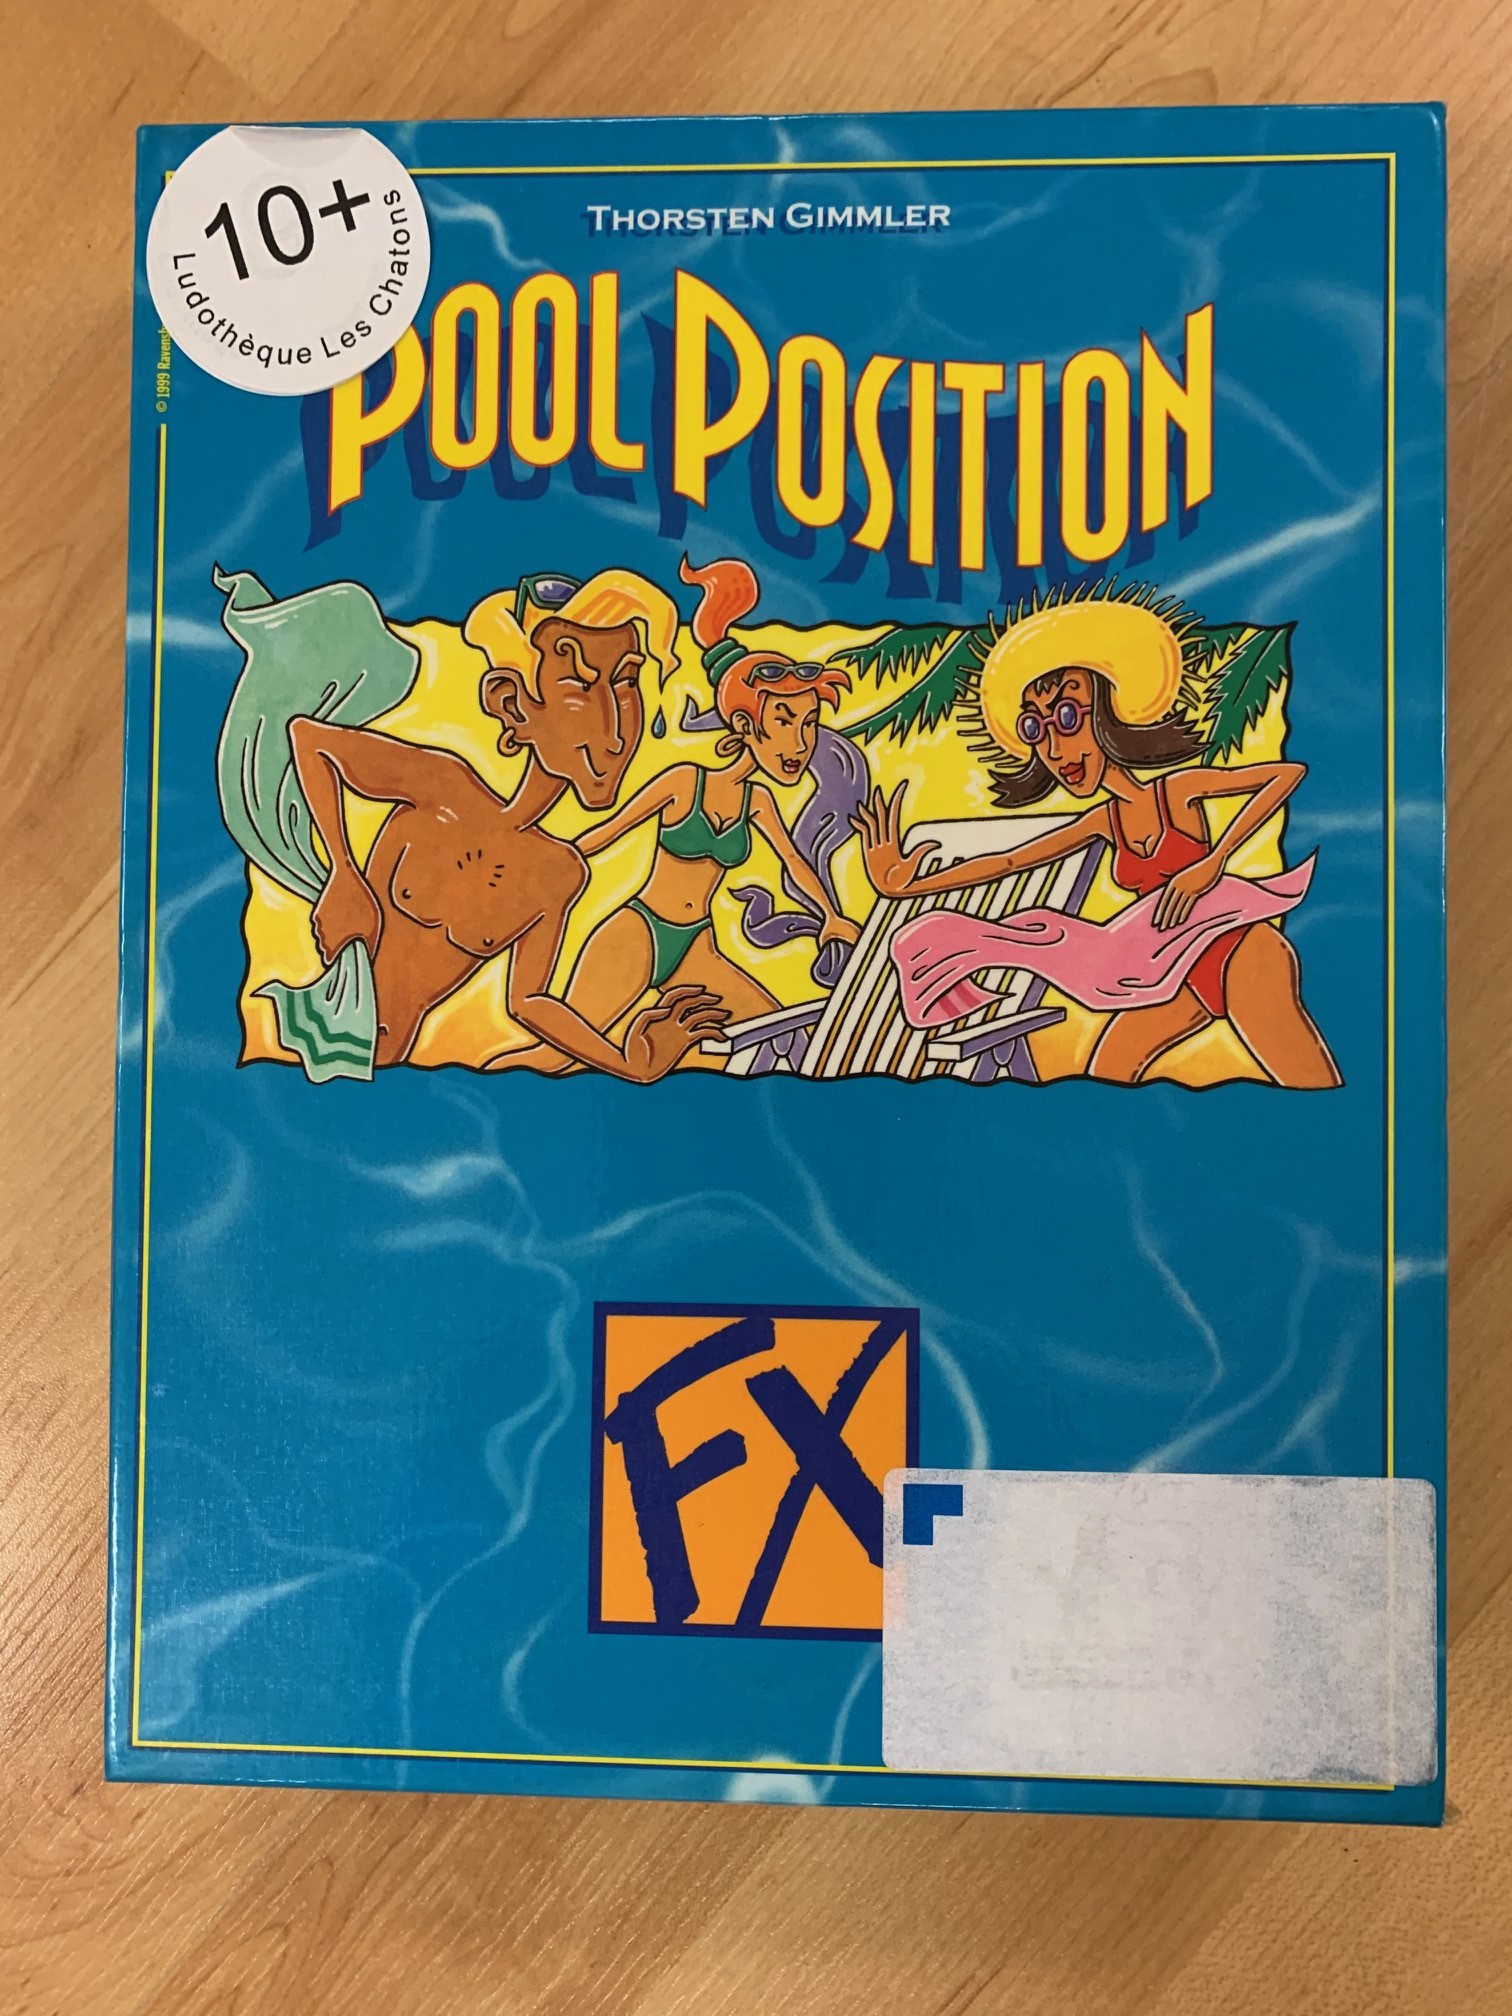 10+
Ludothèque Les Chatons
THORSTEN GIMMLER
POOL POSITION
© 1999
FX